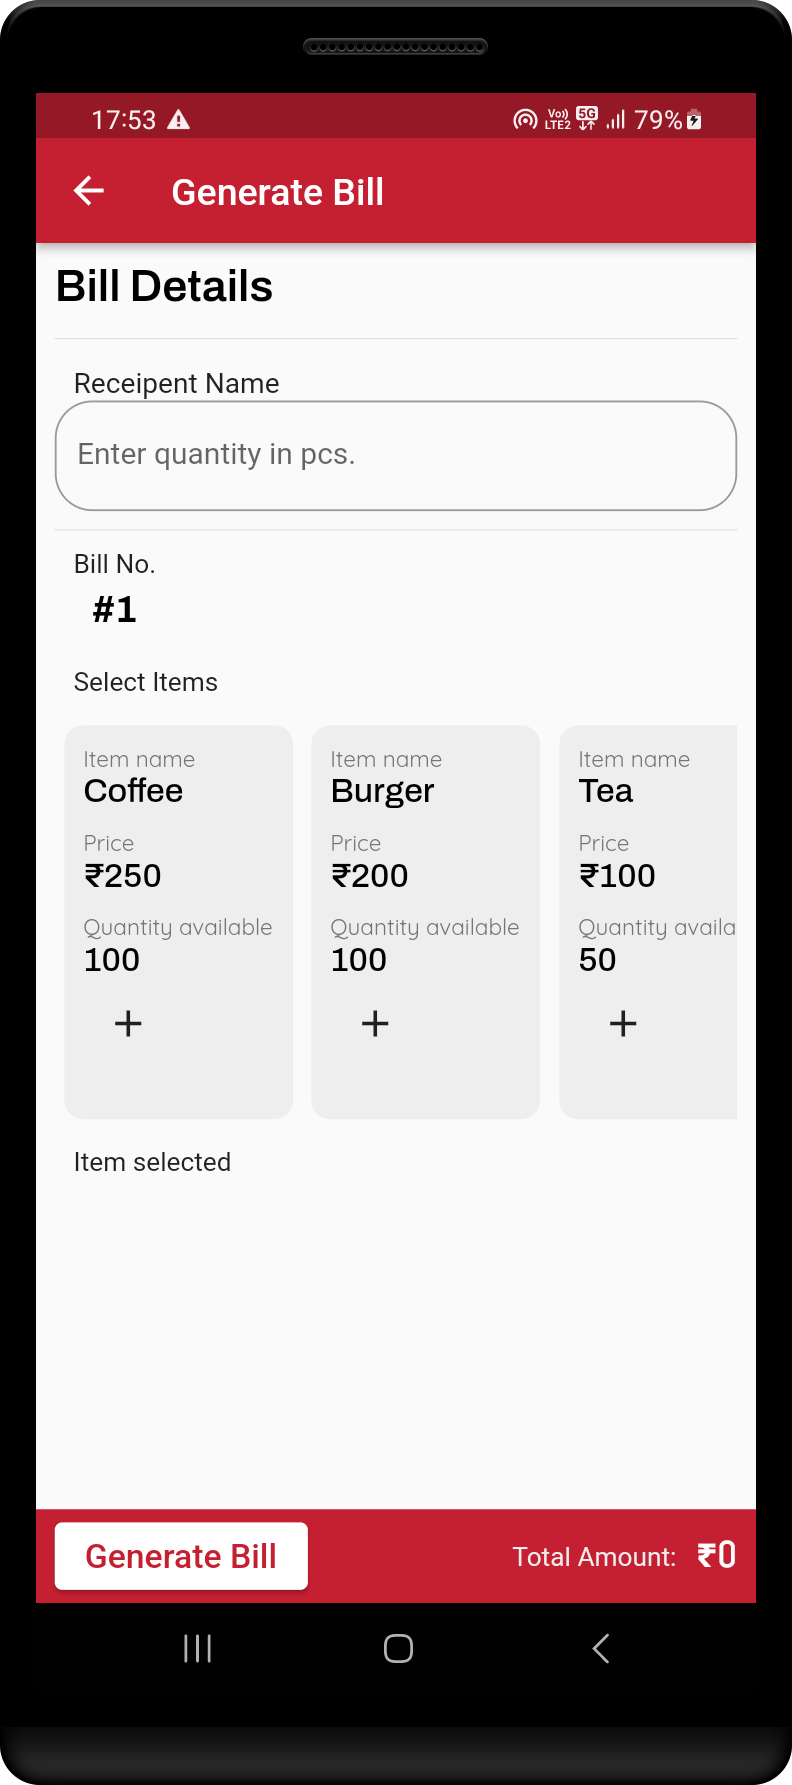 17:53 Vo) LTE2 5G 79%
Generate Bill
Bill Details
Receipent Name
Enter quantity in pcs.
Bill No.
#1
Select Items
Item name Item name Item name
Coffee Burger Tea
Price Price Price
₹250 ₹200 ₹100
Quantity available Quantity available Quantity availa
100 100 50
+ + +
Item selected
Generate Bill Total Amount: ₹0